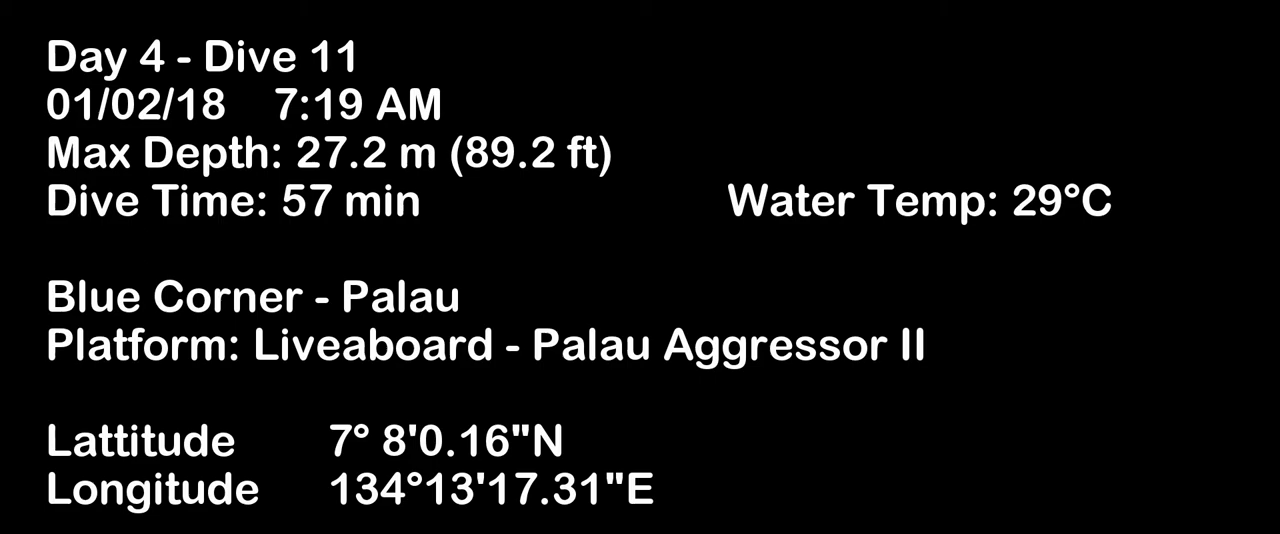 Day 4 - Dive 11
01/02/18 7:19 AM
Max Depth: 27.2 m (89.2 ft)
Dive Time: 57 min Water Temp: 29°C
Blue Corner - Palau
Platform: Liveaboard - Palau Aggressor II
Lattitude 7° 8'0.16"N
Longitude 134°13'17.31"E